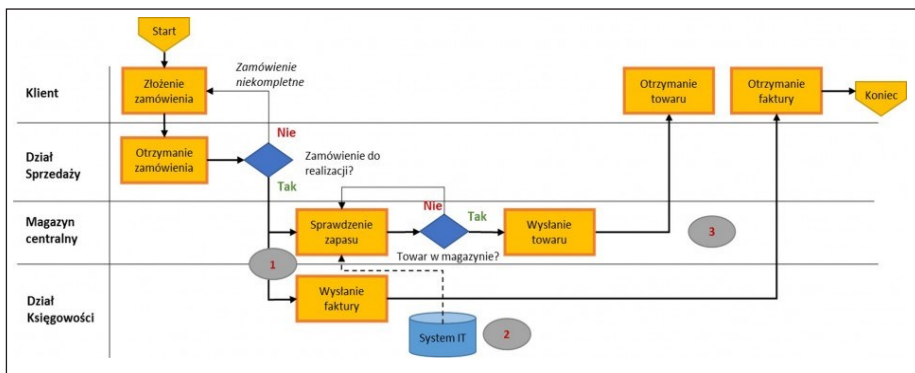 Start
Zamówienie
niekompletne
Klient
Złożenie
zamówienia
Otrzymanie
towaru
Otrzymanie
faktury
Koniec
Nie
Dział
Sprzedaży
Otrzymanie
zamówienia
Zamówienie do
realizacji?
Tak
Magazyn
centralny
Sprawdzenie
zapasu
Nie
Tak
Wysłanie
towaru
3
Towar w magazynie?
1
Dział
Księgowości
Wysłanie
faktury
System IT
2